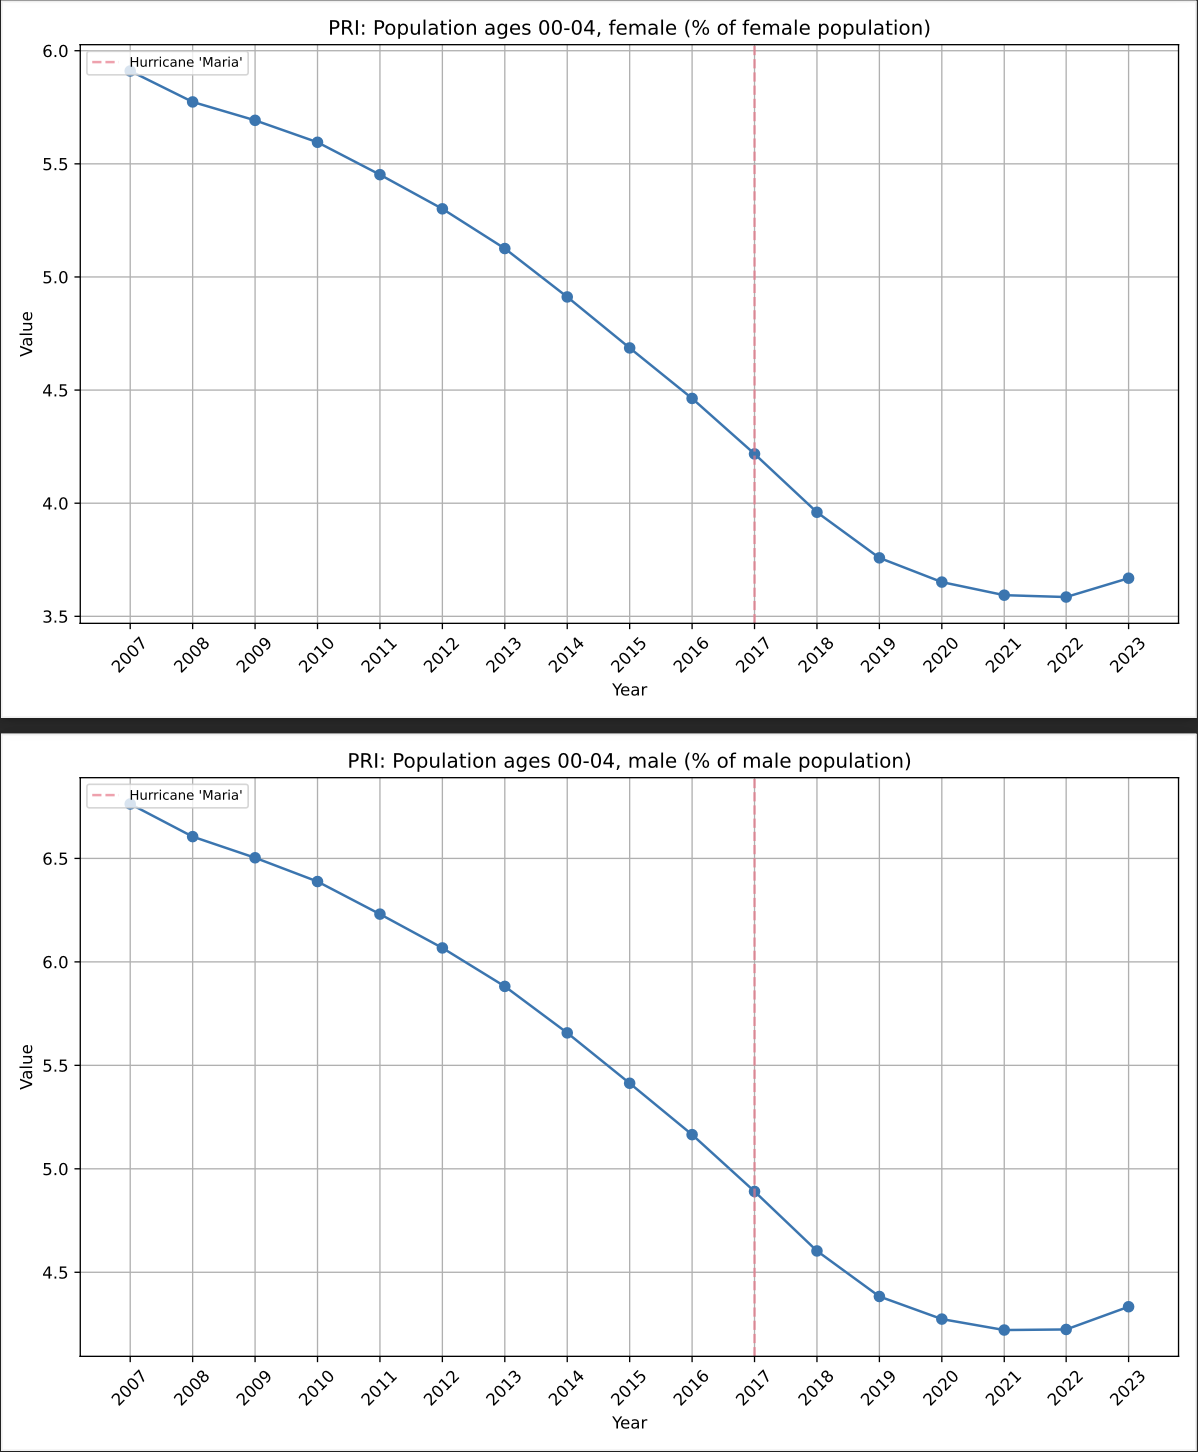 PRI: Population ages 00-04, female (% of female population)
Hurricane 'Maria'
6.0
5.5
5.0
4.5
4.0
3.5
Value
2007 2008 2009 2010 2011 2012 2013 2014 2015 2016 2017 2018 2019 2020 2021 2022 2023
Year
PRI: Population ages 00-04, male (% of male population)
Hurricane 'Maria'
6.5
6.0
5.5
5.0
4.5
Value
2007 2008 2009 2010 2011 2012 2013 2014 2015 2016 2017 2018 2019 2020 2021 2022 2023
Year